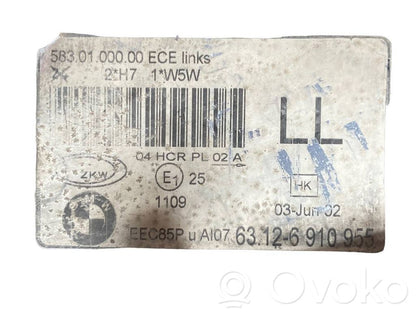 583.01.000.00 ECE links
2*H7 1*W5W
LL
04 HCR PL 02 A
ZKW
E1 25
HK
1109
03-Jun-02
BMW
EEC85P u AI07 63.12-6 910 955
ovoko